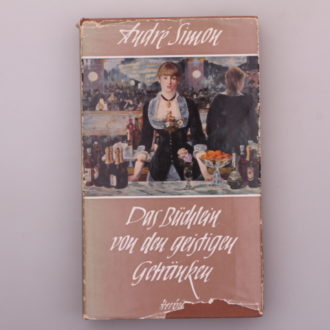 André Simon
Das Büchlein
von den geistigen
Getränken